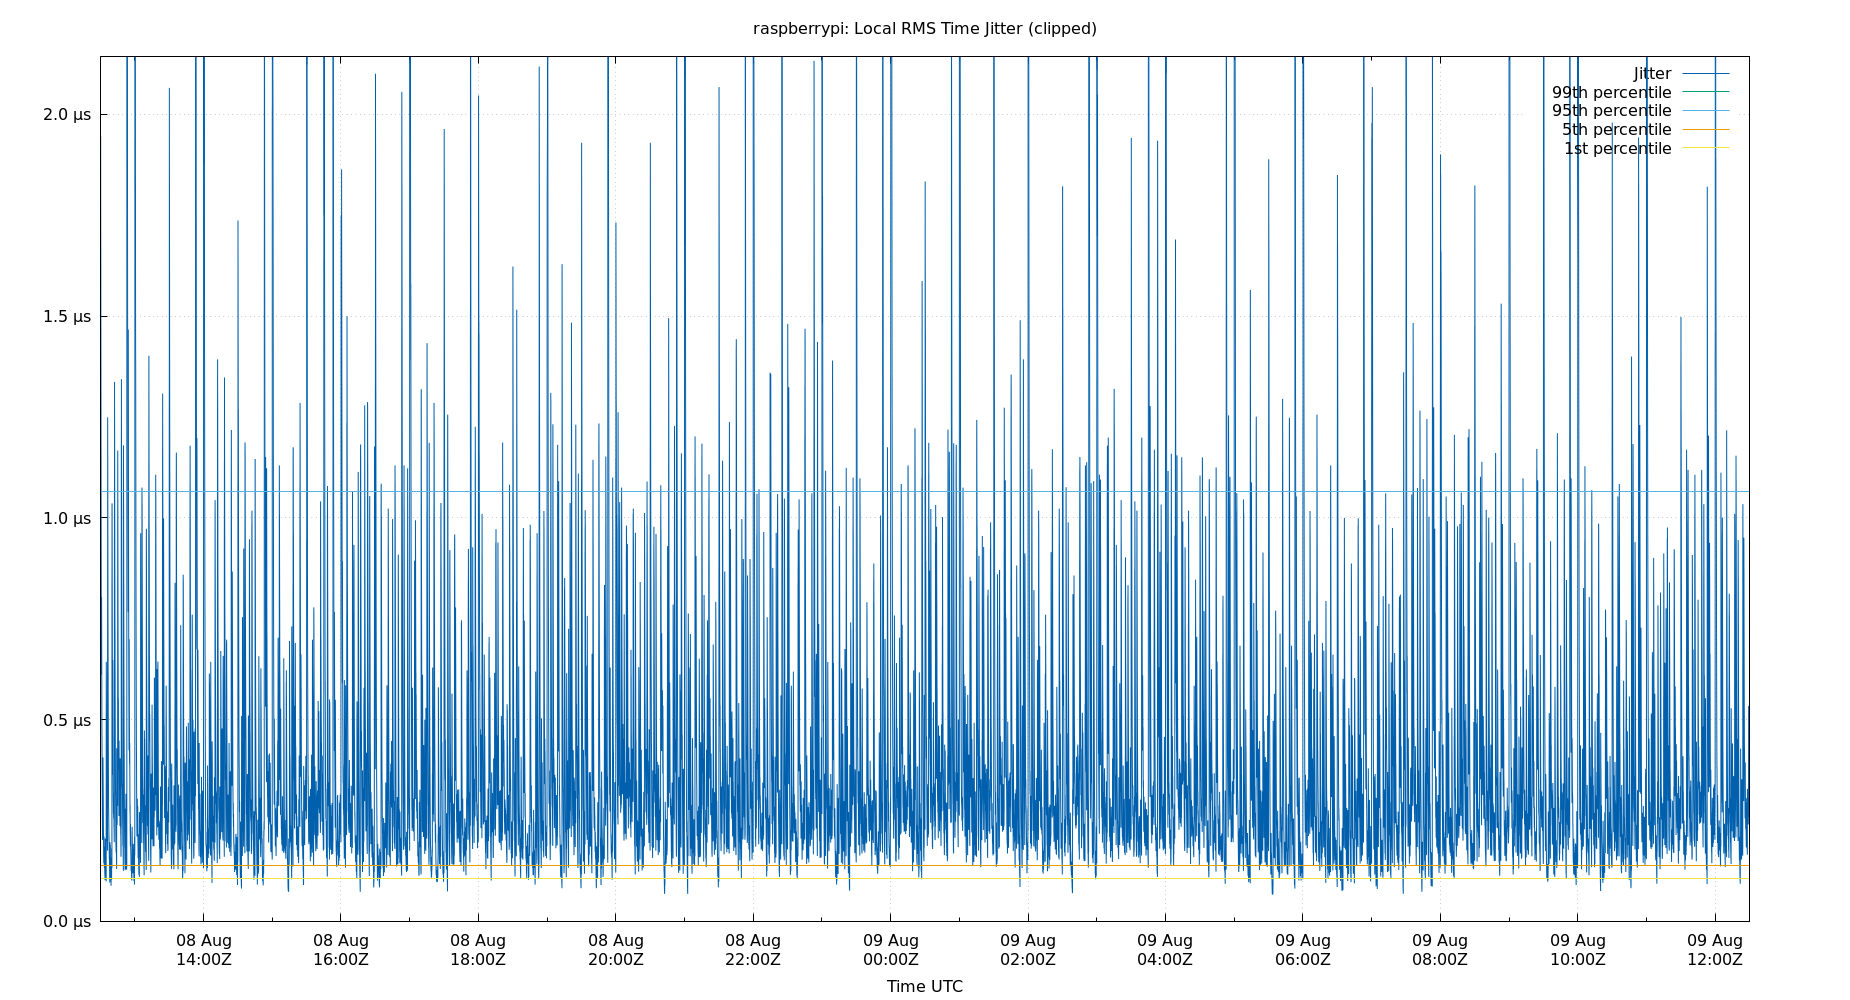 raspberrypi: Local RMS Time Jitter (clipped)
Jitter
99th percentile
95th percentile
5th percentile
1st percentile
2.0 µs
1.5 µs
1.0 µs
0.5 µs
0.0 µs
08 Aug 08 Aug 08 Aug 08 Aug 08 Aug 09 Aug 09 Aug 09 Aug 09 Aug 09 Aug 09 Aug 09 Aug
14:00Z 16:00Z 18:00Z 20:00Z 22:00Z 00:00Z 02:00Z 04:00Z 06:00Z 08:00Z 10:00Z 12:00Z
Time UTC